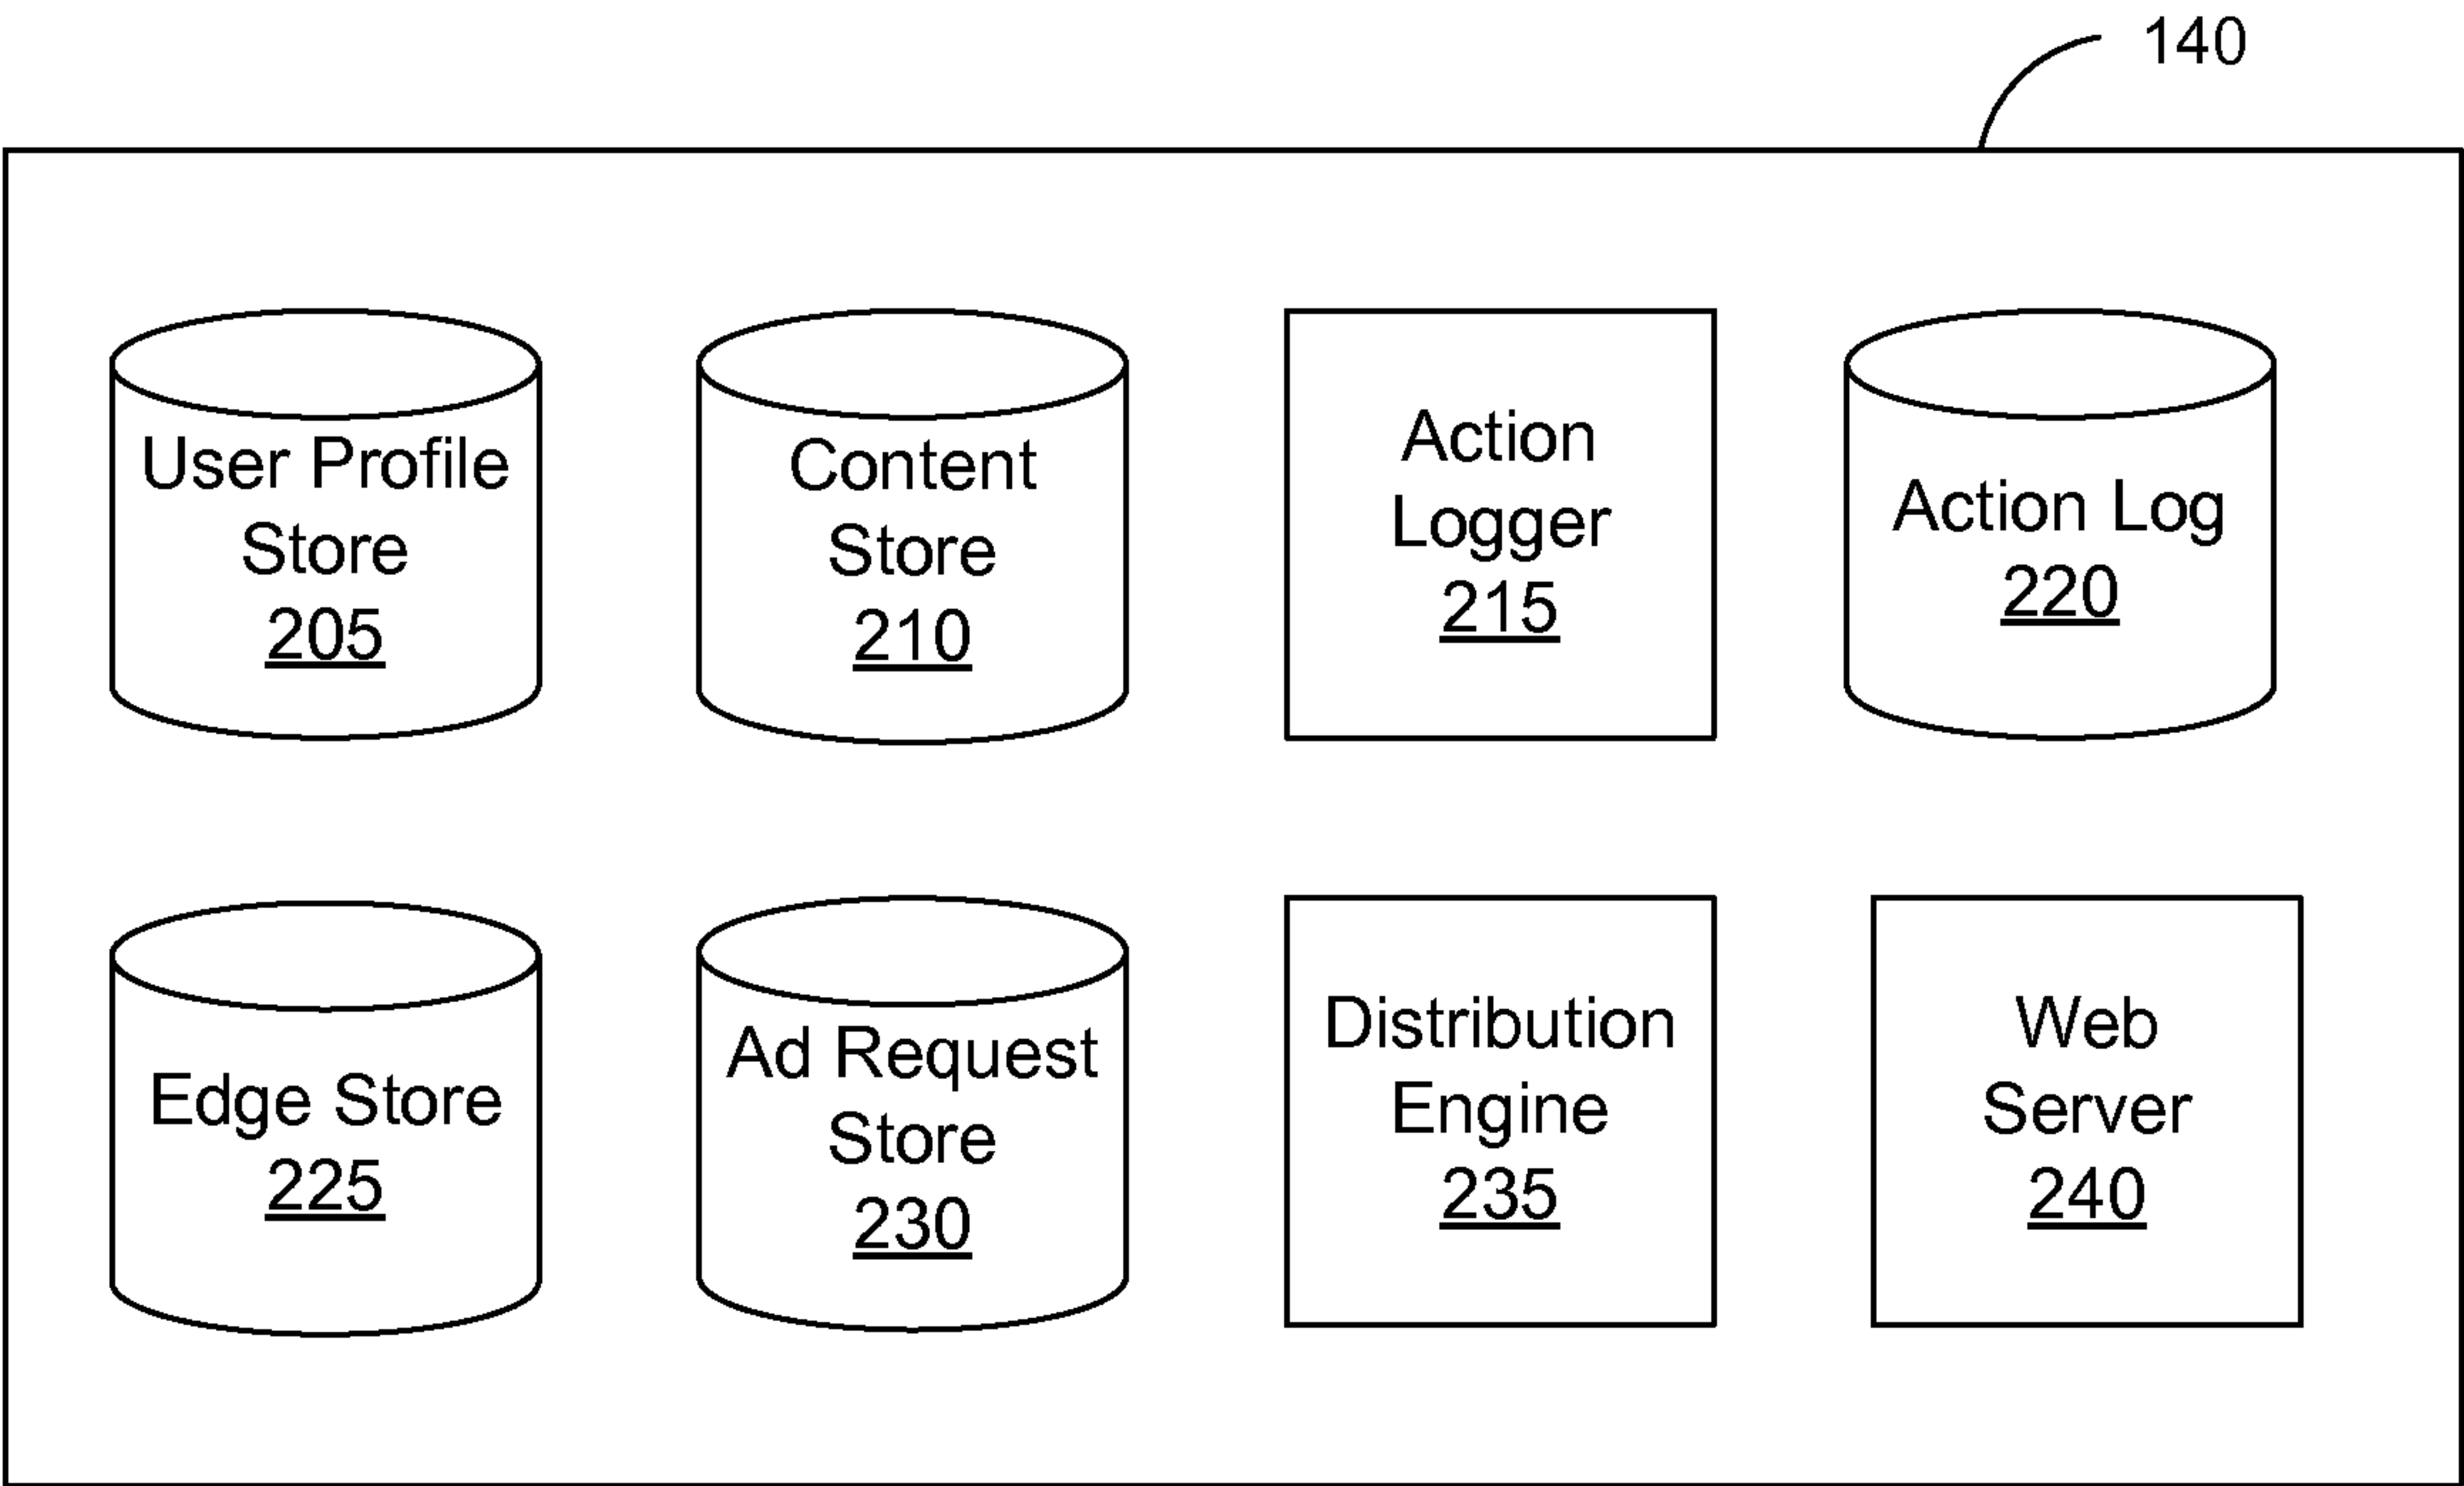 140
User Profile
Store
205
Content
Store
210
Action
Logger
215
Action Log
220
Edge Store
225
Ad Request
Store
230
Distribution
Engine
235
Web
Server
240